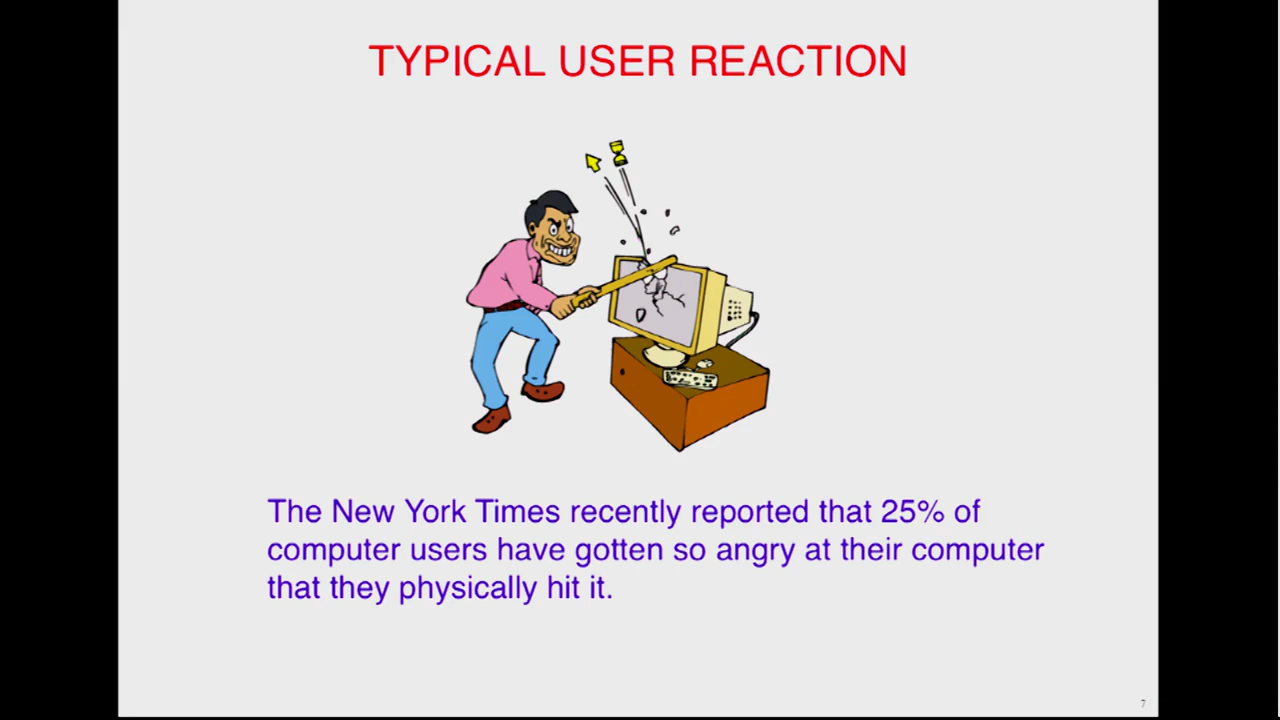 TYPICAL USER REACTION
The New York Times recently reported that 25% of
computer users have gotten so angry at their computer
that they physically hit it.
7